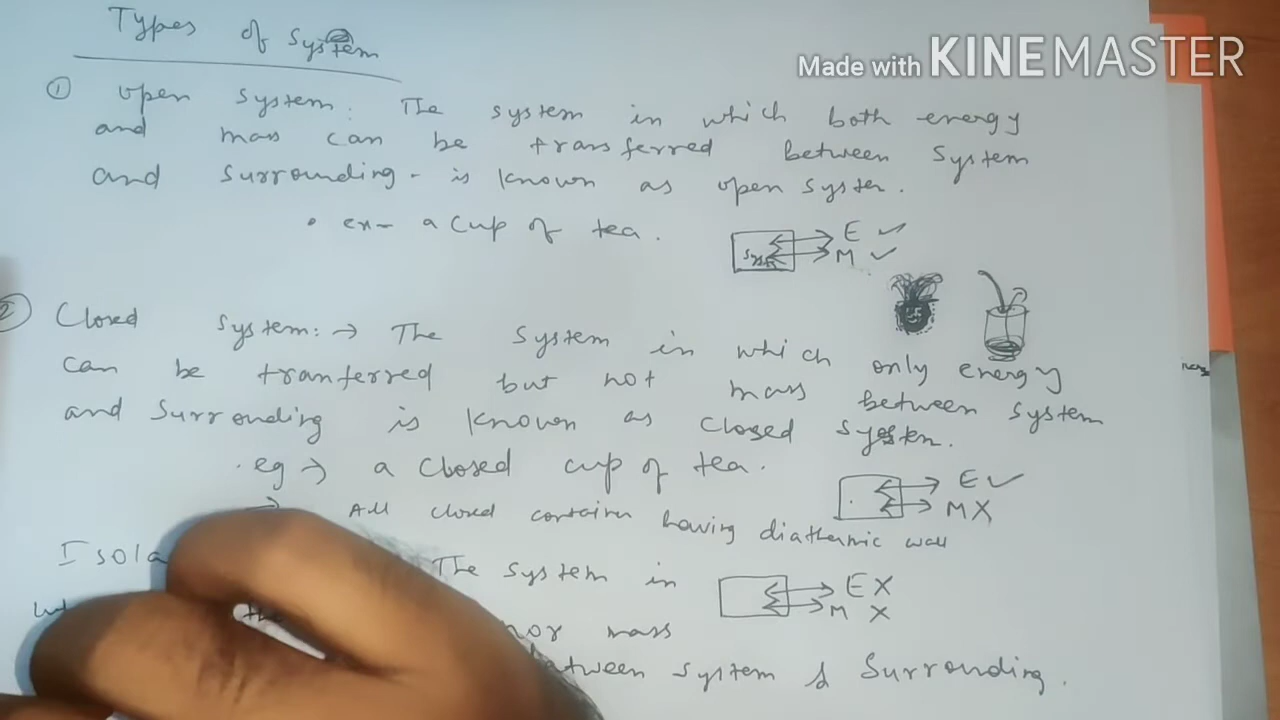 Types of System
Made with KINEMASTER
① open system: The system in which both energy
and mass can be transferred between system
and surrounding - is known as open system.
• ex- a cup of tea.
E ✓
M ✓
② Closed system: → The system in which only energy
can be tranferred but not mass between system
and surrounding is known as closed system.
. eg → a closed cup of tea.
E ✓
M X
→ All closed container having diathermic wall
The system in
E X
M X
nor mass
between system & surrounding.